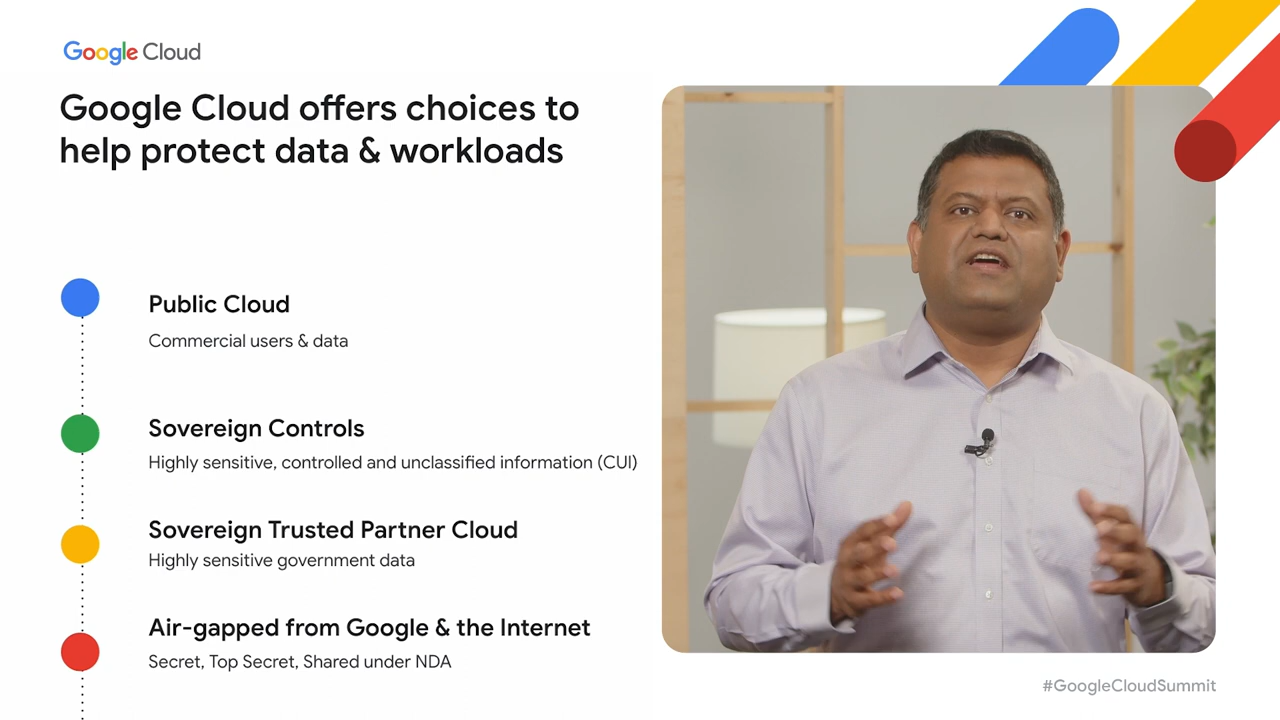 Google Cloud
Google Cloud offers choices to
help protect data & workloads
Public Cloud
Commercial users & data
Sovereign Controls
Highly sensitive, controlled and unclassified information (CUI)
Sovereign Trusted Partner Cloud
Highly sensitive government data
Air-gapped from Google & the Internet
Secret, Top Secret, Shared under NDA
#GoogleCloudSummit